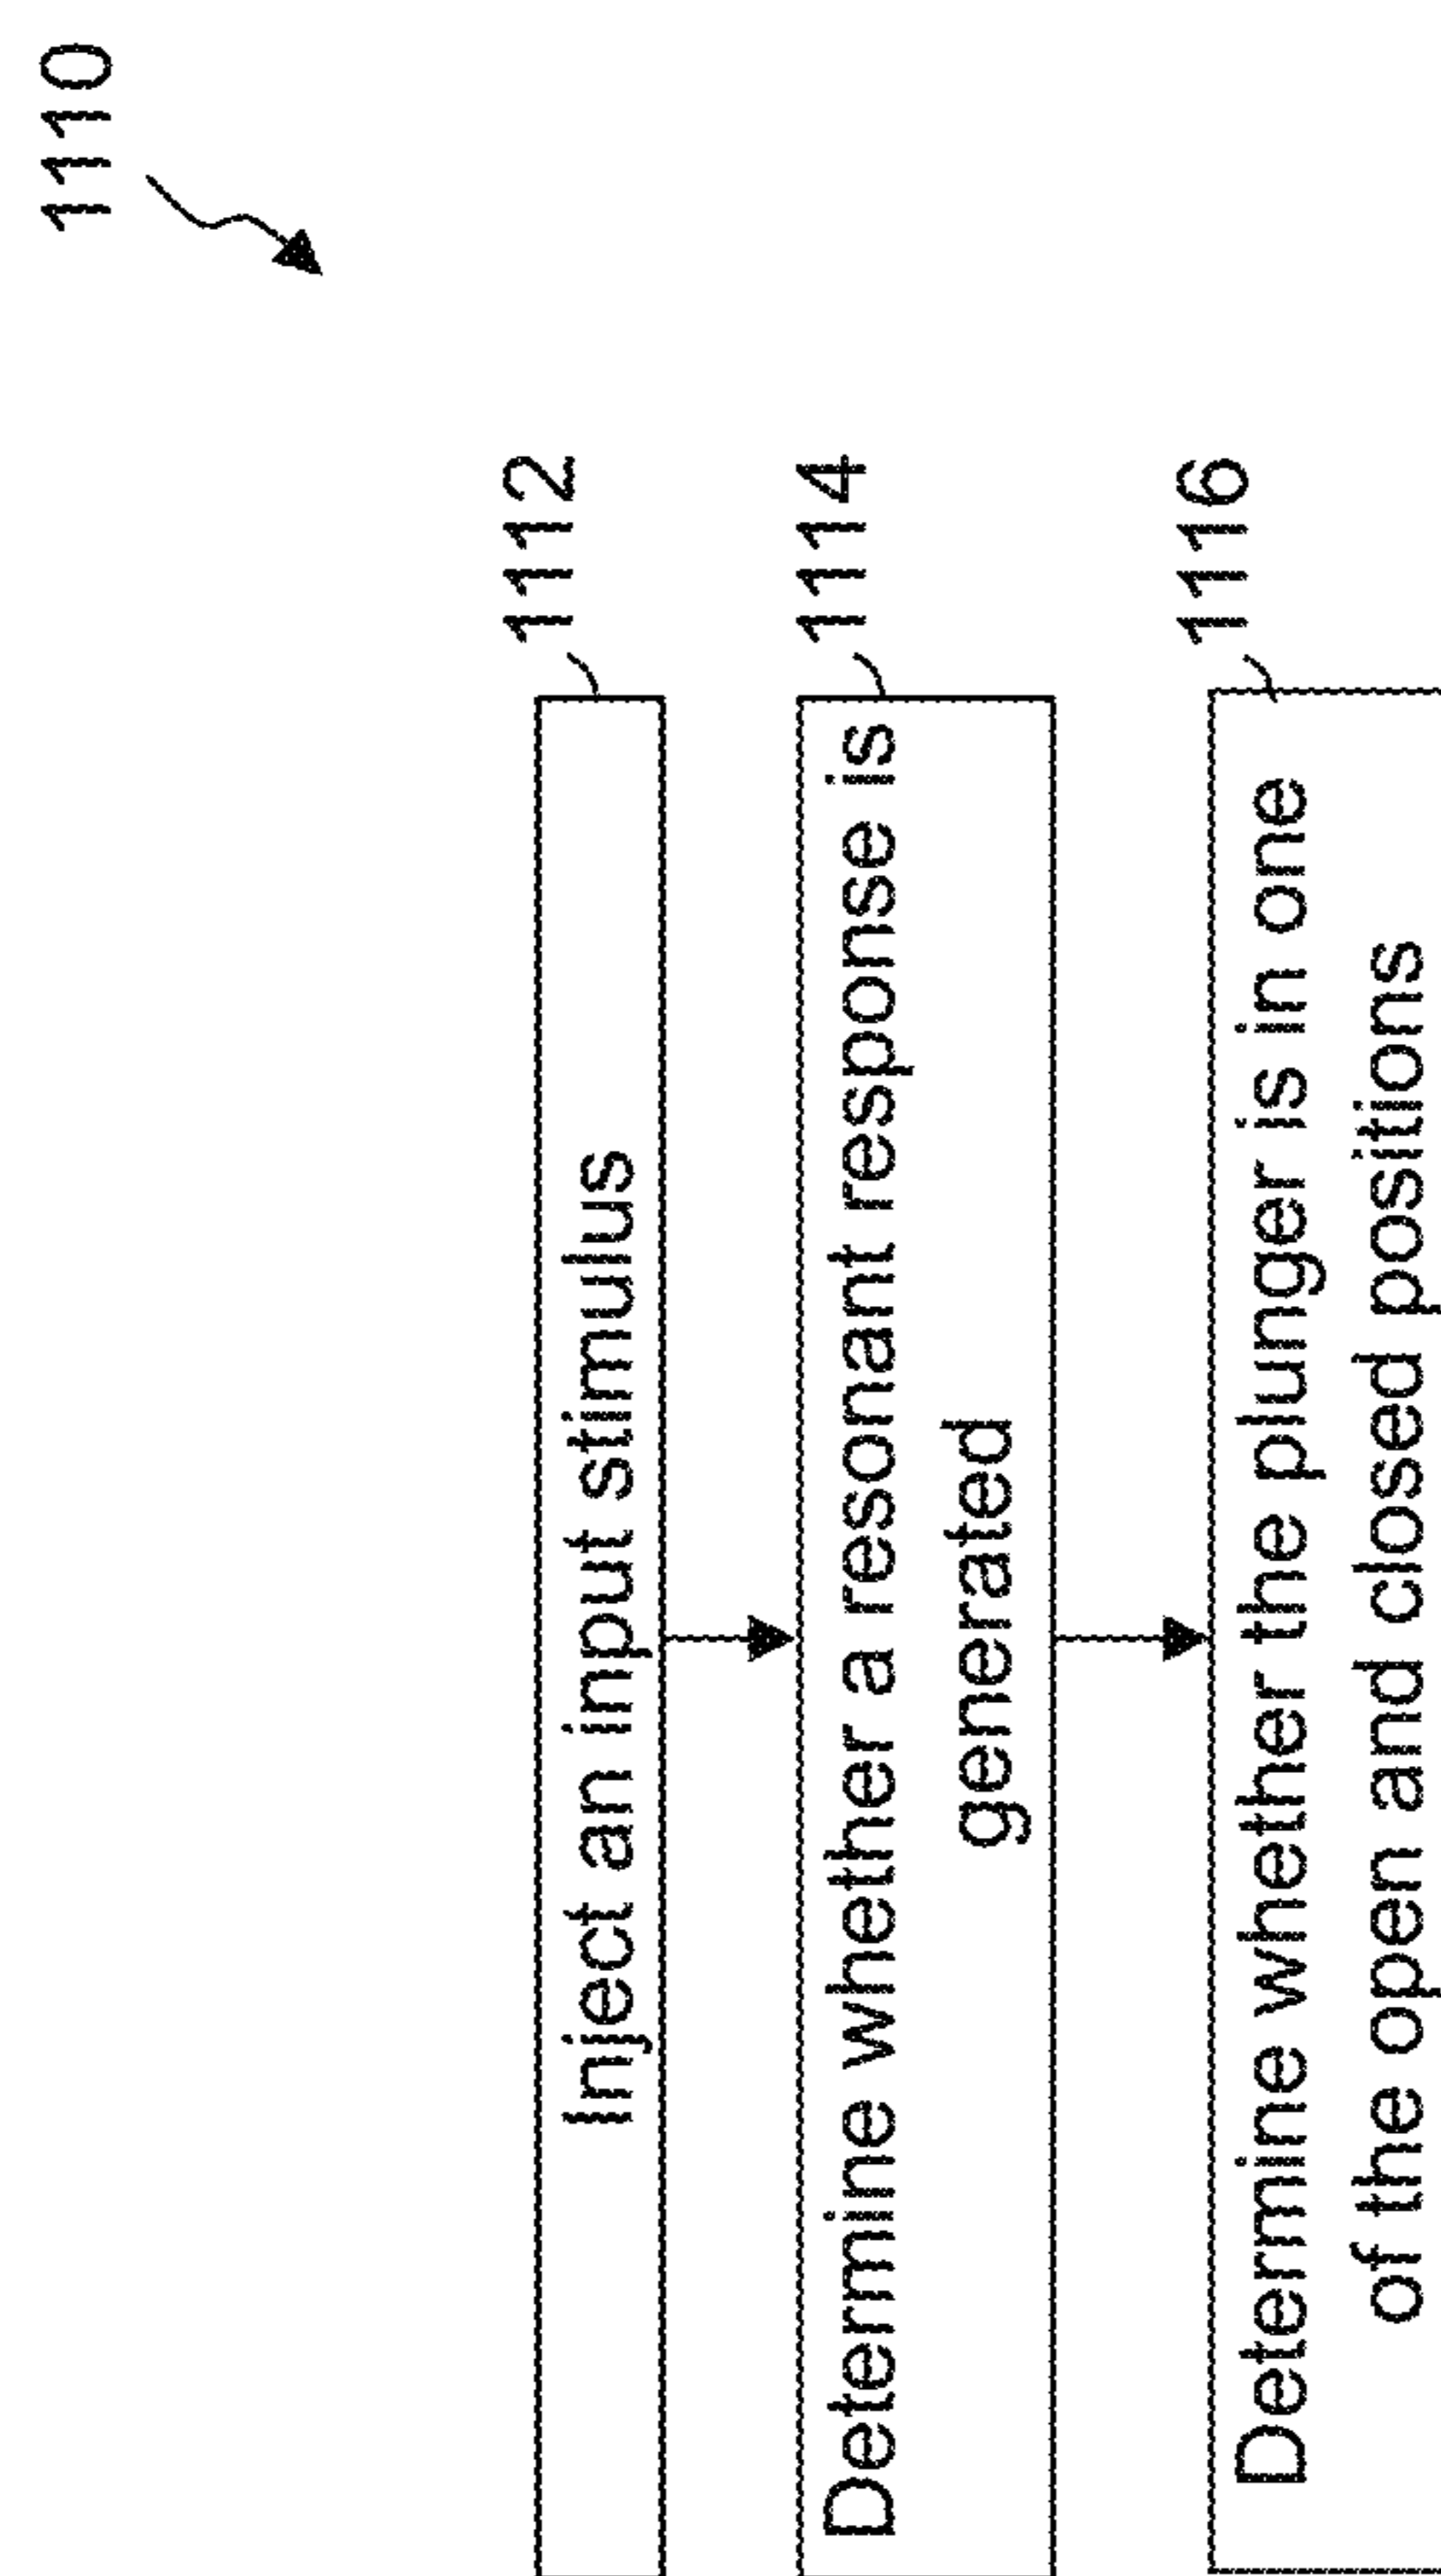 1110
1112
Inject an input stimulus
1114
Determine whether a resonant response is
generated
1116
Determine whether the plunger is in one
of the open and closed positions